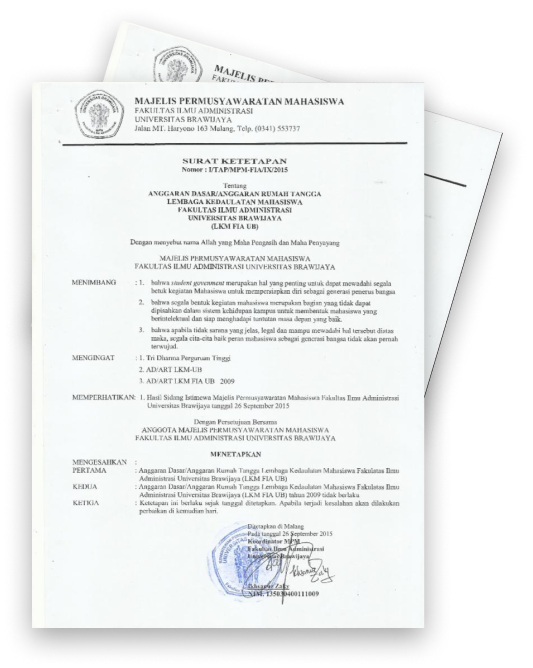 MAJELIS PE
MAJELIS PERMUSYAWARATAN MAHASISWA
FAKULTAS ILMU ADMINISTRASI
UNIVERSITAS BRAWIJAYA
Jalan MT. Haryono 163 Malang, Telp. (0341) 553737
SURAT KETETAPAN
Nomor : I/TAP/MPM-FIA/IX/2015
Tentang
ANGGARAN DASAR/ANGGARAN RUMAH TANGGA
LEMBAGA KEDAULATAN MAHASISWA
FAKULTAS ILMU ADMINISTRASI
UNIVERSITAS BRAWIJAYA
(LKM FIA UB)
Dengan menyebut nama Allah yang Maha Pengasih dan Maha Penyayang
MAJELIS PERMUSYAWARATAN MAHASISWA
FAKULTAS ILMU ADMINISTRASI UNIVERSITAS BRAWIJAYA
MENIMBANG : 1. bahwa student government merupakan hal yang penting untuk dapat mewadahi segala
betuk kegiatan Mahasiswa untuk mempersiapkan diri sebagai generasi penerus bangsa
2. bahwa segala bentuk kegiatan mahasiswa merupakan bagian yang tidak dapat
dipisahkan dalam sistem kehidupan kampus untuk membentuk mahasiswa yang
berintelektual dan siap menghadapi tuntutan masa depan yang baik.
3. bahwa apabila tidak sarana yang jelas, legal dan mampu mewadahi hal tersebut diatas
maka, segala cita-cita baik peran mahasiswa sebagai generasi bangsa tidak akan pernah
terwujud.
MENGINGAT : 1. Tri Dharma Perguruan Tinggi
2. AD/ART LKM-UB
3. AD/ART LKM FIA UB 2009
MEMPERHATIKAN: 1. Hasil Sidang Istimewa Majelis Permusyawaratan Mahasiswa Fakultas Ilmu Administrasi
Universitas Brawijaya tanggal 26 September 2015
Dengan Persetujuan Bersama
ANGGOTA MAJELIS PERMUSYAWARATAN MAHASISWA
FAKULTAS ILMU ADMINISTRASI UNIVERSITAS BRAWIJAYA
MENETAPKAN
MENGESAHKAN :
PERTAMA : Anggaran Dasar/Anggaran Rumah Tangga Lembaga Kedaulatan Mahasiswa Fakulatas Ilmu
Administrasi Universitas Brawijaya (LKM FIA UB)
KEDUA : Anggaran Dasar/Anggaran Rumah Tangga Lembaga Kedaulatan Mahasiswa Fakulatas Ilmu
Administrasi Universitas Brawijaya (LKM FIA UB) tahun 2009 tidak berlaku
KETIGA : Ketetapan ini berlaku sejak tanggal ditetapkan. Apabila terjadi kesalahan akan dilakukan
perbaikan di kemudian hari.
Ditetapkan di Malang
Pada tanggal 26 September 2015
Koordinator MPM
Fakultas Ilmu Administrasi
Universitas Brawijaya
Ikhsanur Zaky
NIM. 135030400111009